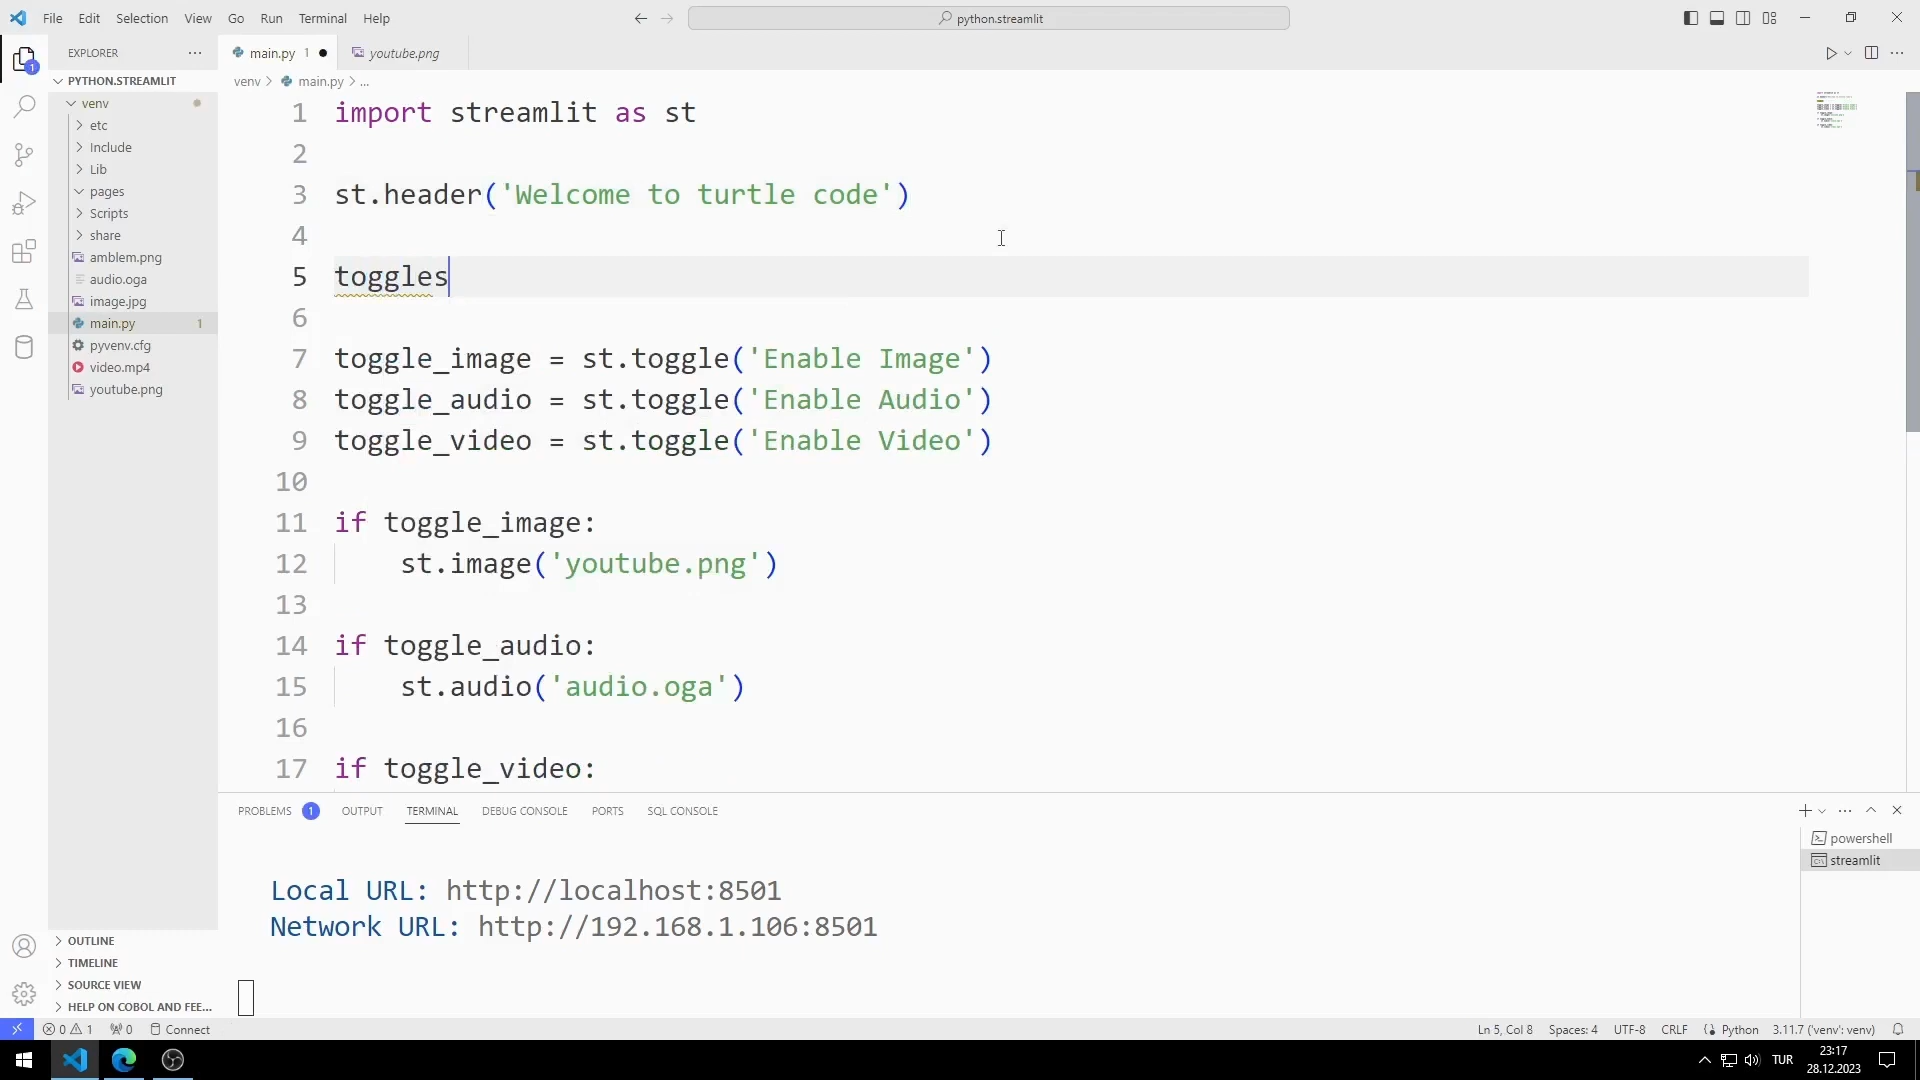 File Edit Selection View Go Run Terminal Help
python.streamlit
EXPLORER
main.py 1
youtube.png
PYTHON.STREAMLIT
venv
etc
Include
Lib
pages
Scripts
share
amblem.png
audio.oga
image.jpg
main.py 1
pyvenv.cfg
video.mp4
youtube.png
OUTLINE
TIMELINE
SOURCE VIEW
HELP ON COBOL AND FEE...
venv > main.py > ...
1 import streamlit as st
2
3 st.header('Welcome to turtle code')
4
5 toggles
6
7 toggle_image = st.toggle('Enable Image')
8 toggle_audio = st.toggle('Enable Audio')
9 toggle_video = st.toggle('Enable Video')
10
11 if toggle_image:
12 st.image('youtube.png')
13
14 if toggle_audio:
15 st.audio('audio.oga')
16
17 if toggle_video:
PROBLEMS 1 OUTPUT TERMINAL DEBUG CONSOLE PORTS SQL CONSOLE
Local URL: http://localhost:8501
Network URL: http://192.168.1.106:8501
powershell
streamlit
0 1 0 Connect
Ln 5, Col 8 Spaces: 4 UTF-8 CRLF Python 3.11.7 ('venv': venv)
TUR
23:17
28.12.2023